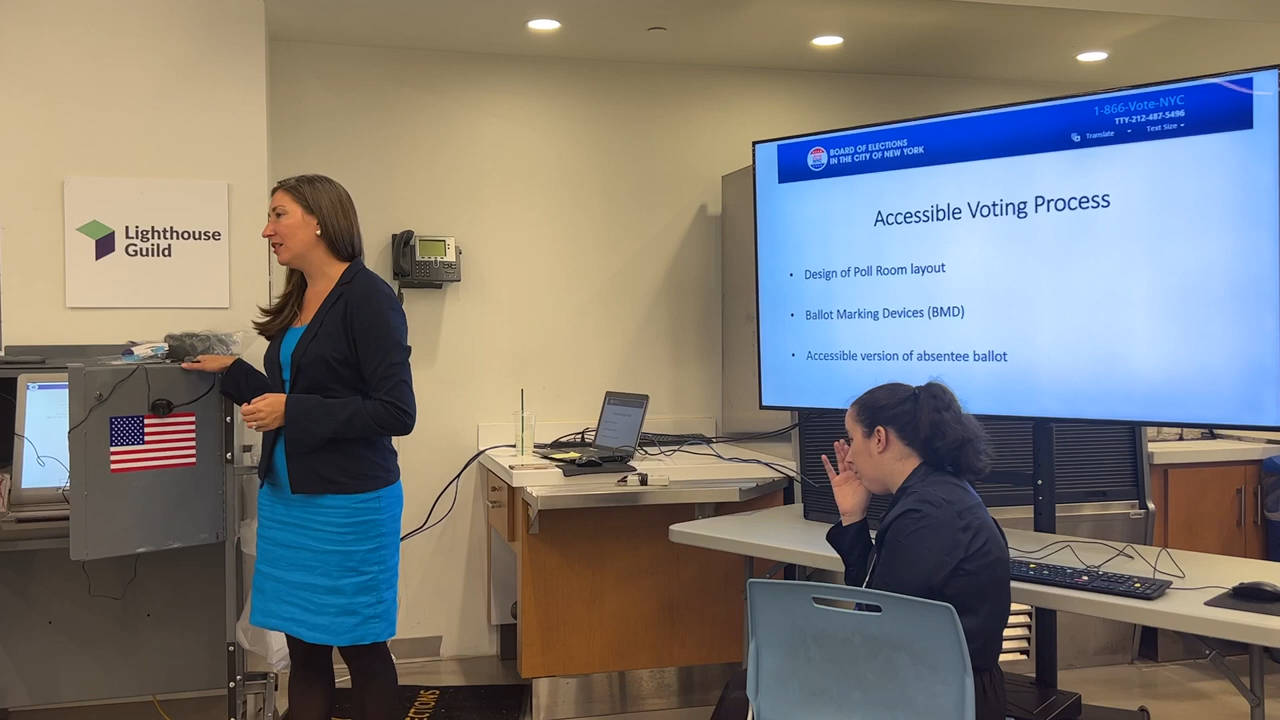 Lighthouse
Guild
1-866-Vote-NYC
TTY-212-487-5496
Translate
Text Size
BOARD OF ELECTIONS
IN THE CITY OF NEW YORK
Accessible Voting Process
• Design of Poll Room layout
• Ballot Marking Devices (BMD)
• Accessible version of absentee ballot